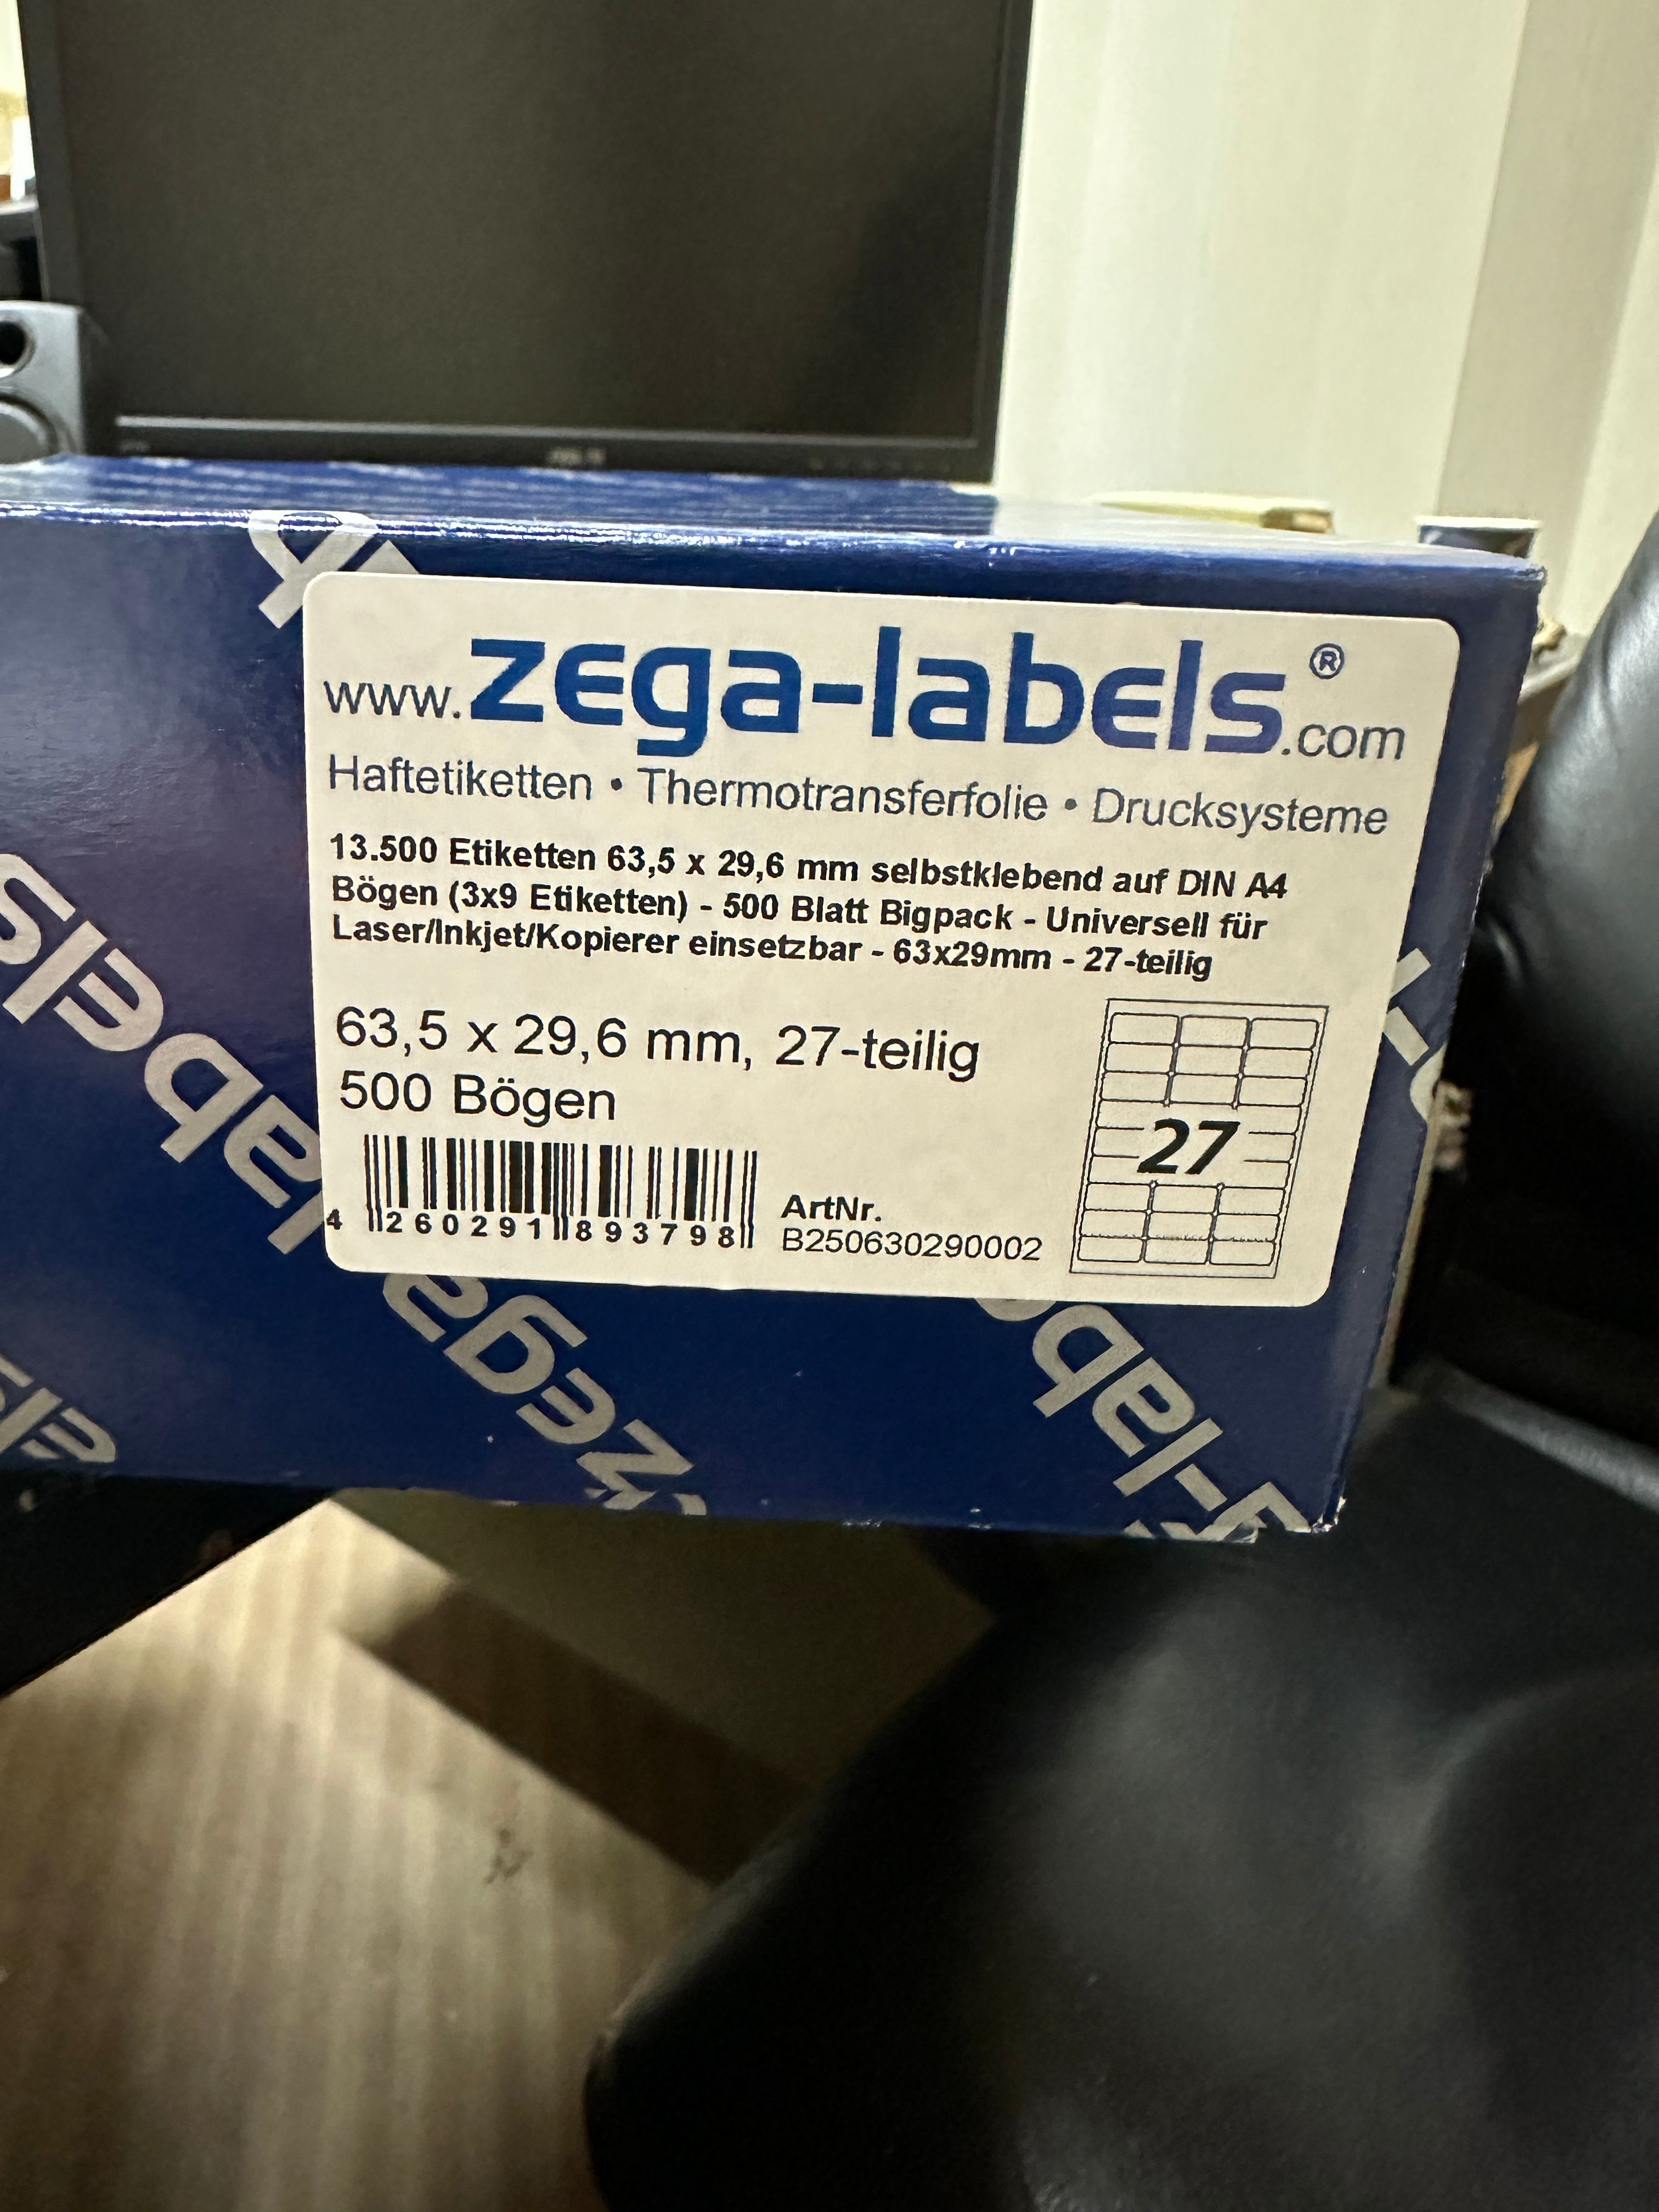 www.zega-labels®.com
Haftetiketten • Thermotransferfolie • Drucksysteme
13.500 Etiketten 63,5 x 29,6 mm selbstklebend auf DIN A4
Bögen (3x9 Etiketten) - 500 Blatt Bigpack - Universell für
Laser/Inkjet/Kopierer einsetzbar - 63x29mm - 27-teilig
63,5 x 29,6 mm, 27-teilig
500 Bögen
27
4 260291 893798
ArtNr.
B250630290002
labels
zega